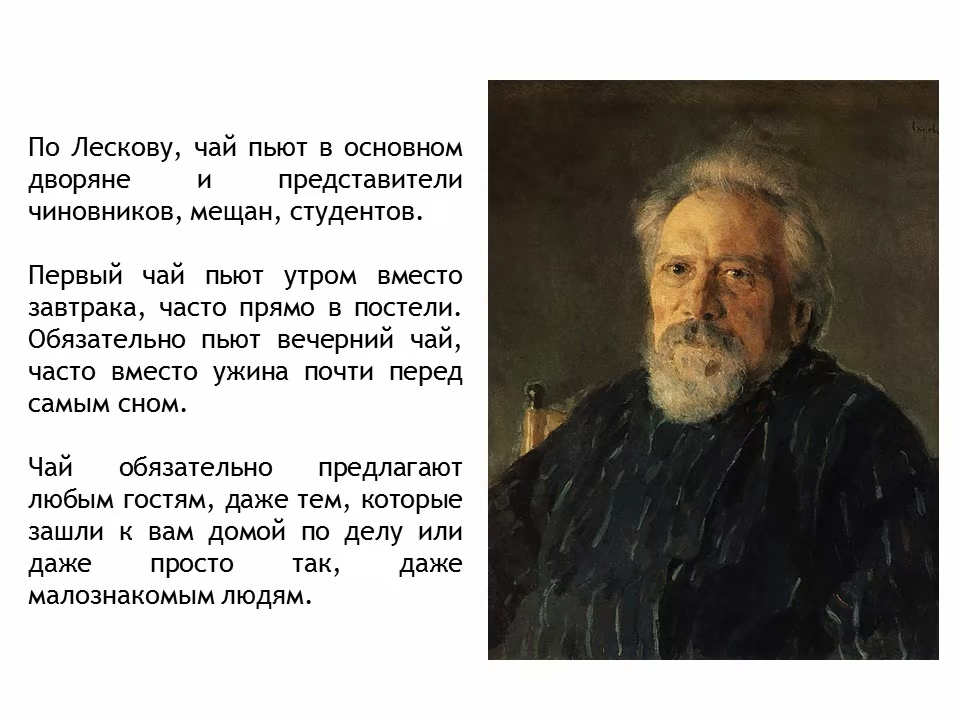 По Лескову, чай пьют в основном
дворяне и представители
чиновников, мещан, студентов.
Первый чай пьют утром вместо
завтрака, часто прямо в постели.
Обязательно пьют вечерний чай,
часто вместо ужина почти перед
самым сном.
Чай обязательно предлагают
любым гостям, даже тем, которые
зашли к вам домой по делу или
даже просто так, даже
малознакомым людям.